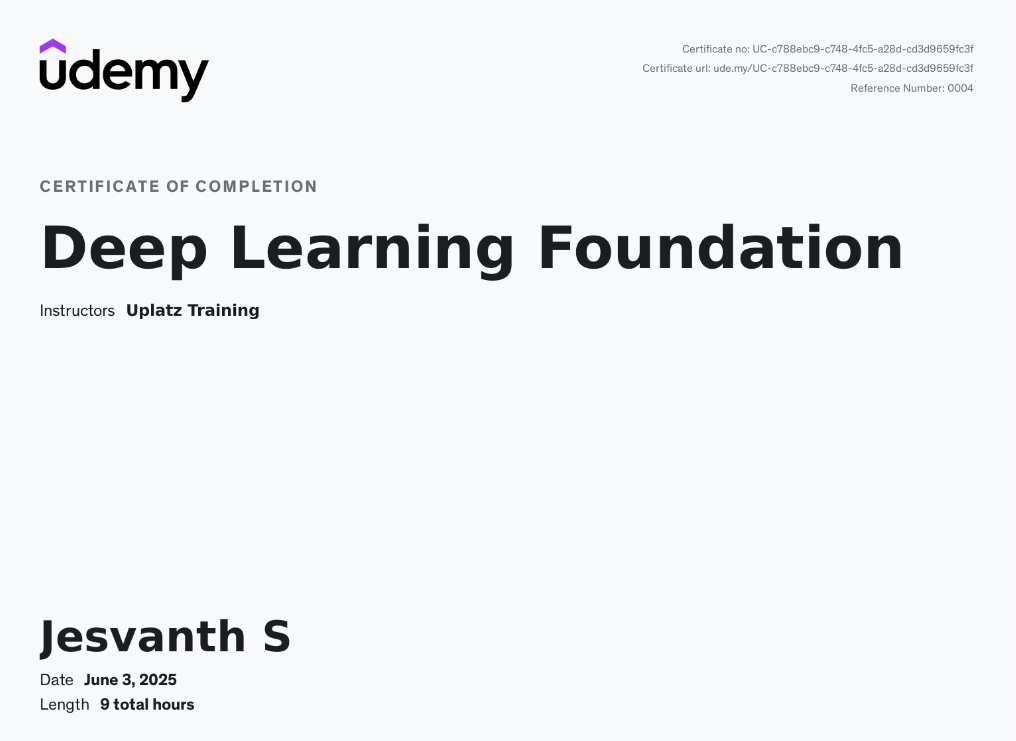 udemy
Certificate no: UC-c788ebc9-c748-4fc5-a28d-cd3d9659fc3f
Certificate url: ude.my/UC-c788ebc9-c748-4fc5-a28d-cd3d9659fc3f
Reference Number: 0004
CERTIFICATE OF COMPLETION
Deep Learning Foundation
Instructors Uplatz Training
Jesvanth S
Date June 3, 2025
Length 9 total hours